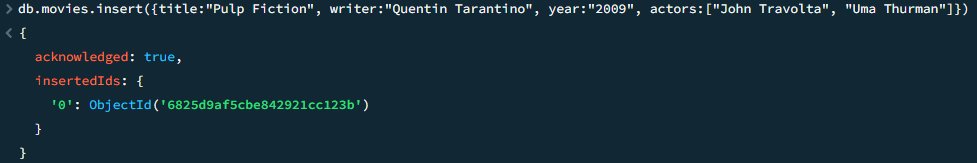 > db.movies.insert({title:"Pulp Fiction", writer:"Quentin Tarantino", year:"2009", actors:["John Travolta", "Uma Thurman"]})
< {
acknowledged: true,
insertedIds: {
'0': ObjectId('6825d9af5cbe842921cc123b')
}
}